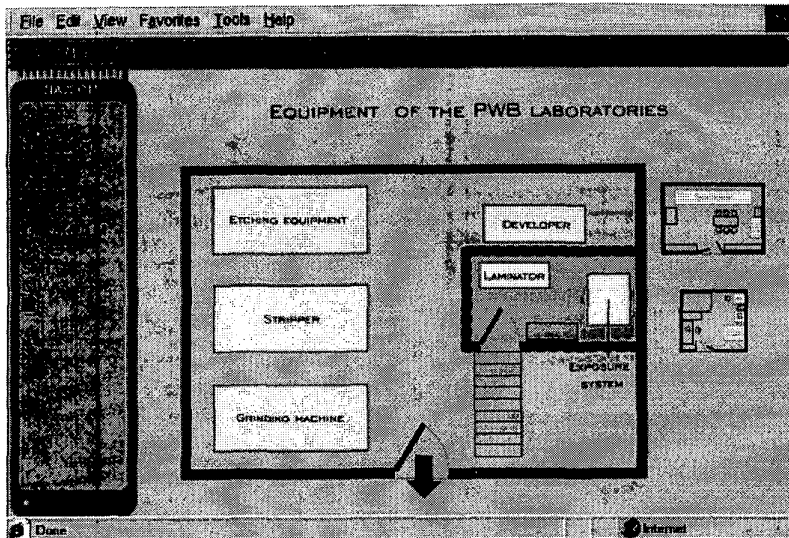 File Edit View Favorites Tools Help
EQUIPMENT OF THE PWB LABORATORIES
ETCHING EQUIPMENT
DEVELOPER
LAMINATOR
STRIPPER
EXPOSURE
SYSTEM
GRINDING MACHINE
Done
Internet